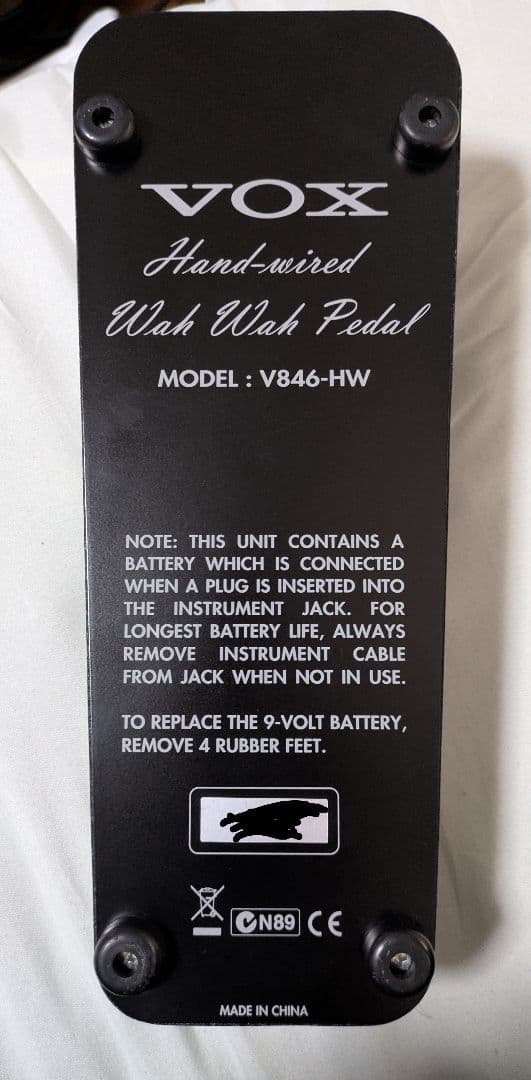 VOX
Hand-wired
Wah Wah Pedal
MODEL : V846-HW
NOTE: THIS UNIT CONTAINS A
BATTERY WHICH IS CONNECTED
WHEN A PLUG IS INSERTED INTO
THE INSTRUMENT JACK. FOR
LONGEST BATTERY LIFE, ALWAYS
REMOVE INSTRUMENT CABLE
FROM JACK WHEN NOT IN USE.
TO REPLACE THE 9-VOLT BATTERY,
REMOVE 4 RUBBER FEET.
N89 CE
MADE IN CHINA